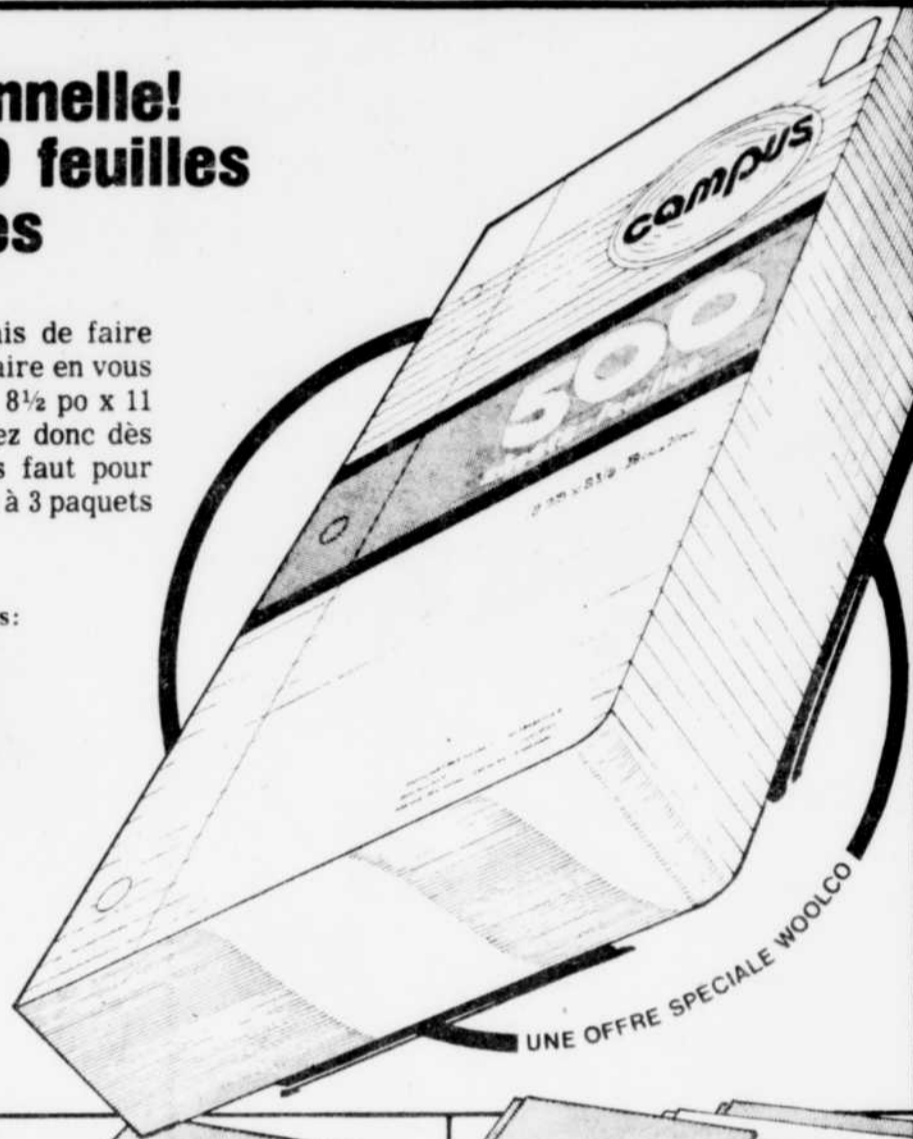 nnelle!
feuilles
es
is de faire
aire en vous
8½ po x 11
ez donc dès
s faut pour
à 3 paquets
s:
campus
500
UNE OFFRE SPECIALE WOOLCO